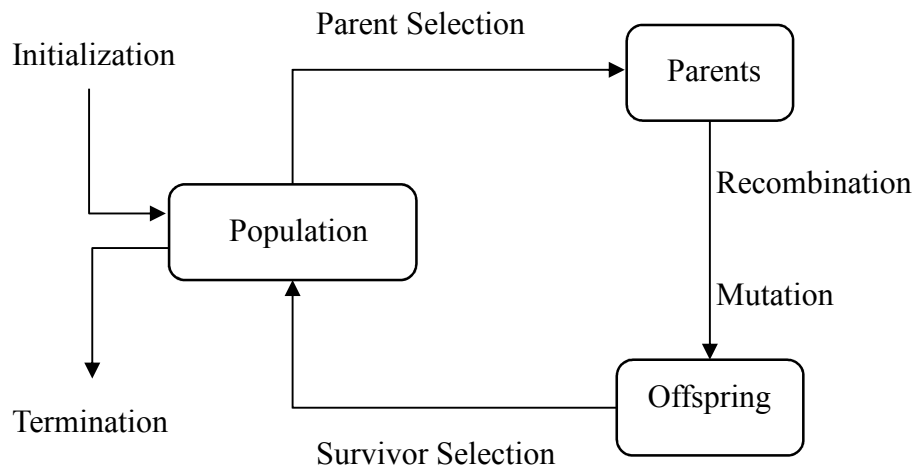 Parent Selection
Initialization
Parents
Recombination
Population
Mutation
Offspring
Termination
Survivor Selection